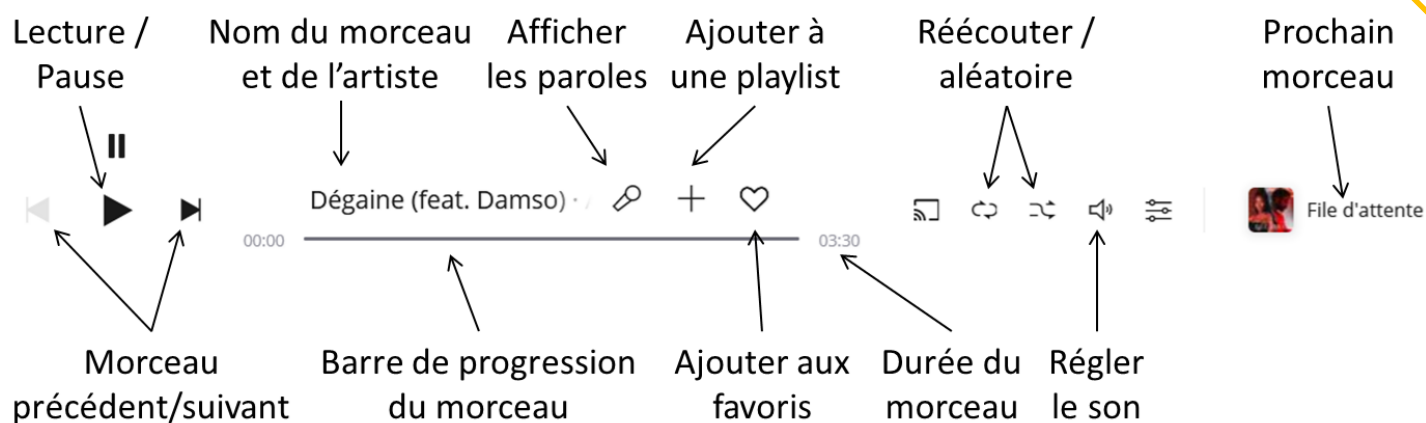 Lecture /
Pause
Nom du morceau
et de l’artiste
Afficher
les paroles
Ajouter à
une playlist
Réécouter /
aléatoire
Prochain
morceau
Dégaine (feat. Damso) ·
00:00
03:30
File d'attente
Morceau
précédent/suivant
Barre de progression
du morceau
Ajouter aux
favoris
Durée du
morceau
Régler
le son